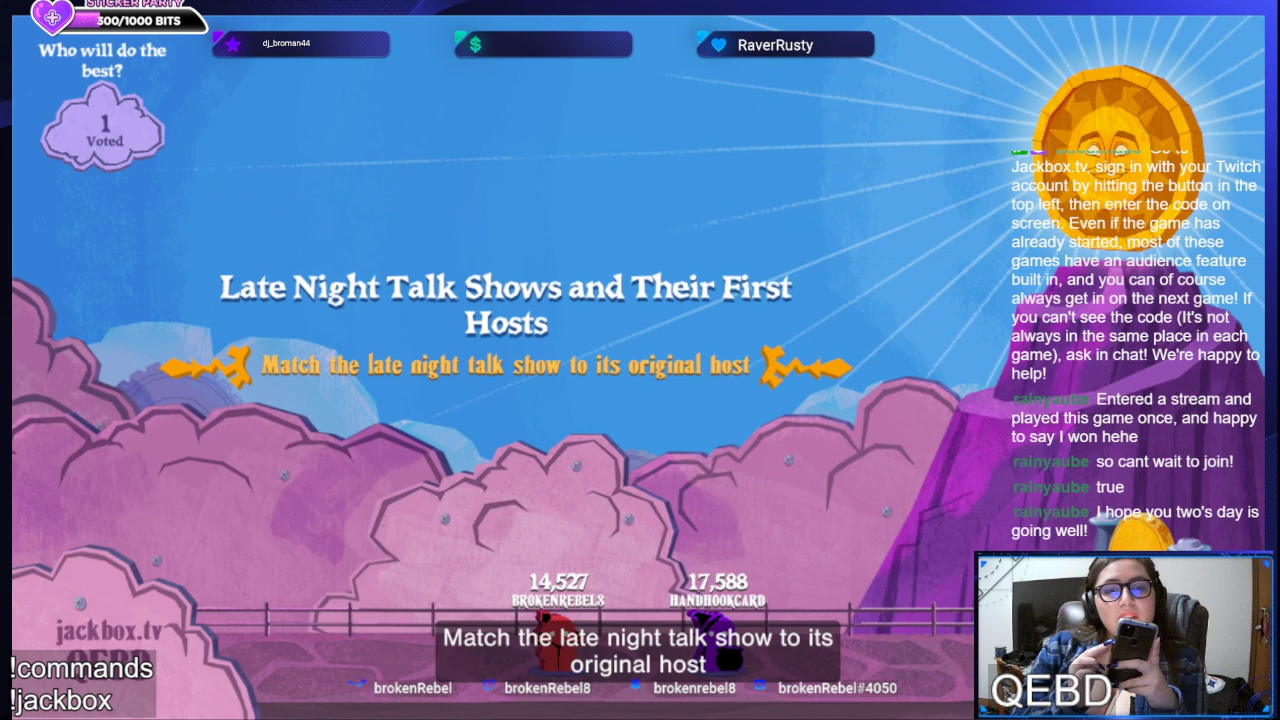 STICKER PARTY
300/1000 BITS
Who will do the
best?
1
Voted
dj_broman44
$
RaverRusty
Late Night Talk Shows and Their First
Hosts
Match the late night talk show to its original host
Jackbox.tv, sign in with your Twitch
account by hitting the button in the
top left, then enter the code on
screen. Even if the game has
already started, most of these
games have an audience feature
built in, and you can of course
always get in on the next game! If
you can't see the code (It's not
always in the same place in each
game), ask in chat! We're happy to
help!
rainyaube Entered a stream and
played this game once, and happy
to say I won hehe
rainyaube so cant wait to join!
rainyaube true
rainyaube I hope you two's day is
going well!
14,527
BROKENREBEL8
17,588
HANDHOOKCARD
Match the late night talk show to its
original host
jackbox.tv
QEBD
!commands
!jackbox
brokenRebel
brokenRebel8
brokenrebel8
brokenRebel#4050
QEBD